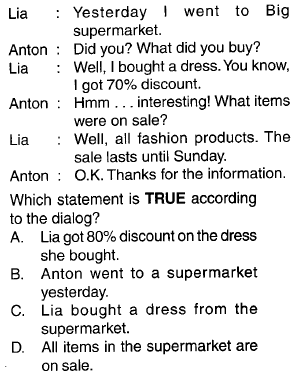 Lia : Yesterday I went to Big
supermarket.
Anton : Did you? What did you buy?
Lia : Well, I bought a dress. You know,
I got 70% discount.
Anton : Hmm . . . interesting! What items
were on sale?
Lia : Well, all fashion products. The
sale lasts until Sunday.
Anton : O.K. Thanks for the information.
Which statement is TRUE according
to the dialog?
A. Lia got 80% discount on the dress
she bought.
B. Anton went to a supermarket
yesterday.
C. Lia bought a dress from the
supermarket.
D. All items in the supermarket are
on sale.